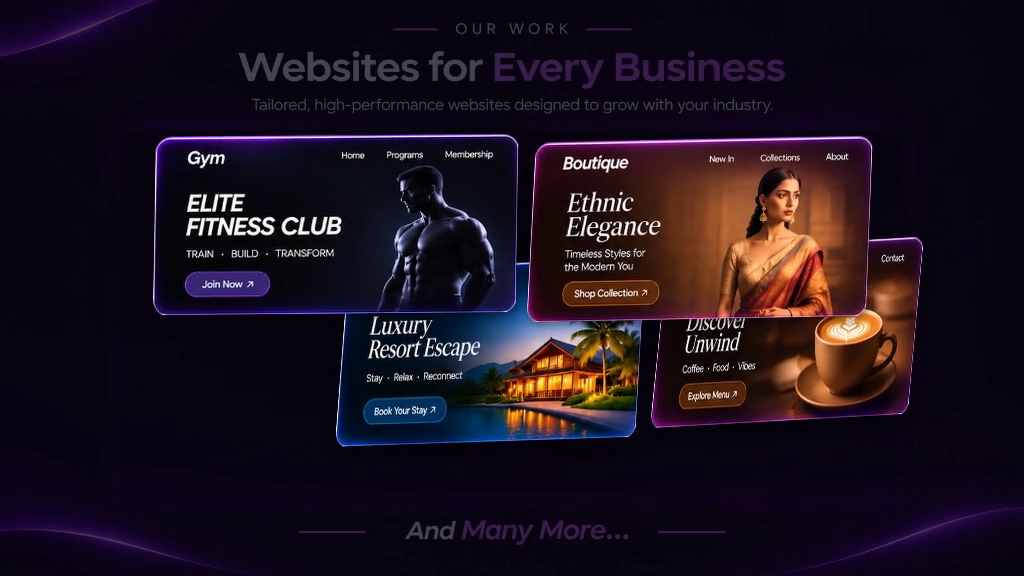 OUR WORK
Websites for Every Business
Tailored, high-performance websites designed to grow with your industry.
Gym
Home Programs Membership
ELITE
FITNESS CLUB
TRAIN · BUILD · TRANSFORM
Join Now ↗
Boutique
New In Collections About
Ethnic
Elegance
Timeless Styles for
the Modern You
Shop Collection ↗
Luxury
Resort Escape
Stay · Relax · Reconnect
Book Your Stay ↗
Contact
Discover
Unwind
Coffee · Food · Vibes
Explore Menu ↗
And Many More...